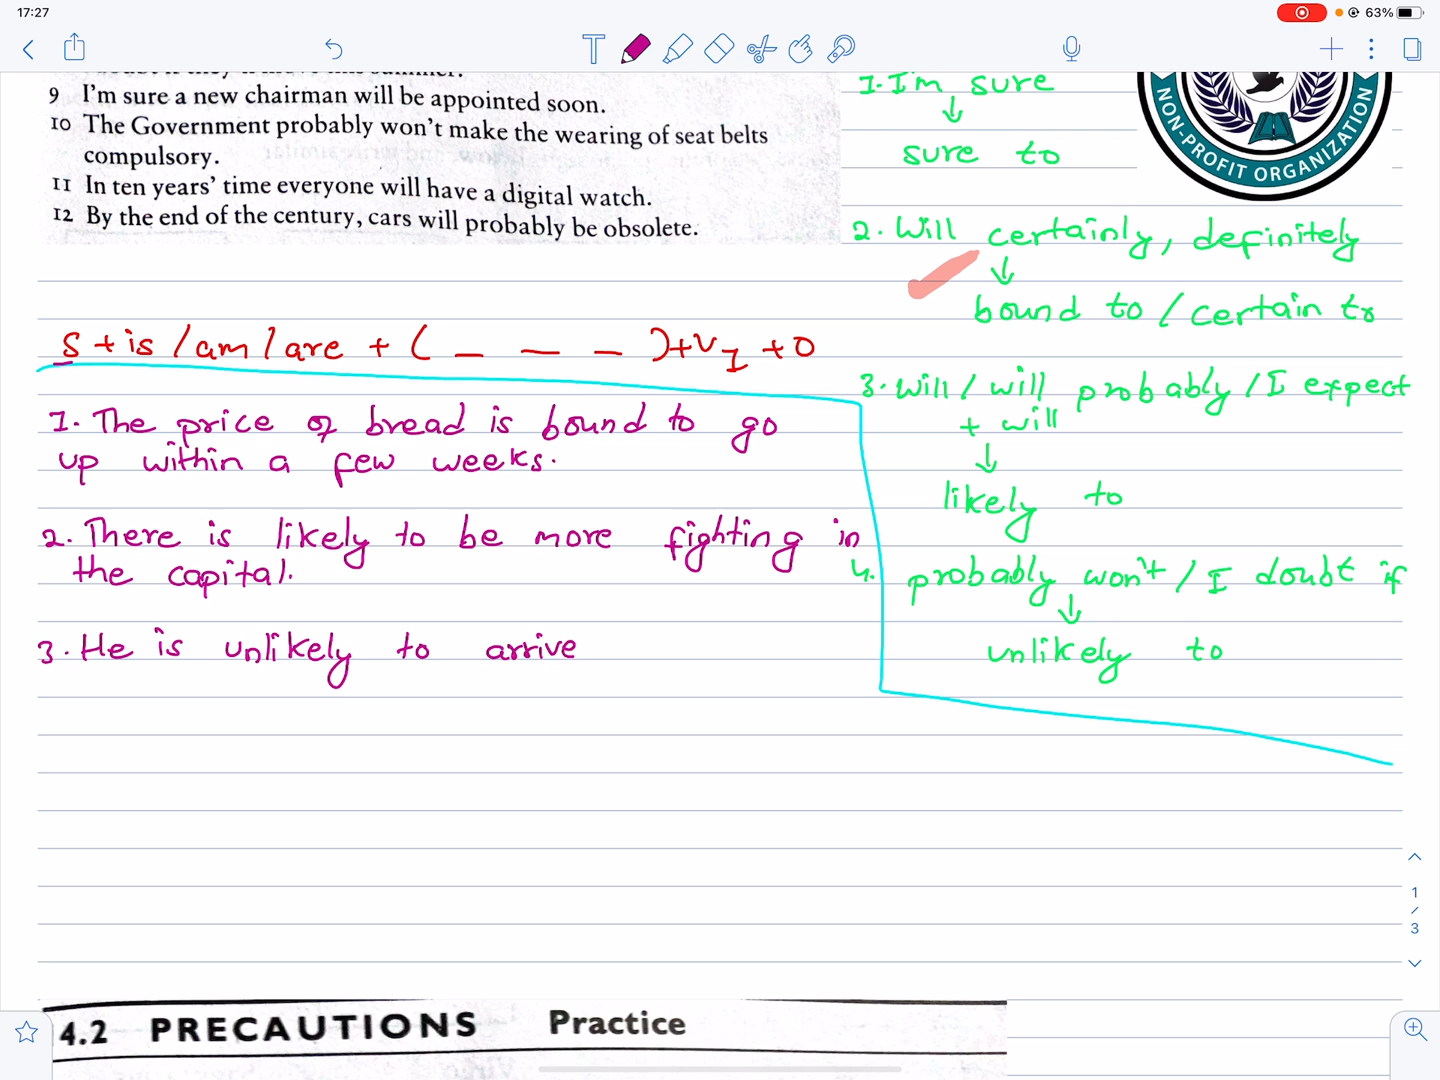 17:27
63%
9 I'm sure a new chairman will be appointed soon.
10 The Government probably won't make the wearing of seat belts
compulsory.
11 In ten years' time everyone will have a digital watch.
12 By the end of the century, cars will probably be obsolete.
S + is / am / are + ( _ _ _ ) + V1 + O
1. The price of bread is bound to go
up within a few weeks.
2. There is likely to be more fighting in
the capital.
3. He is unlikely to arrive
1. I'm sure
↓
sure to
2. Will certainly, definitely
↓
bound to / certain to
3. Will / will probably / I expect
+ will
↓
likely to
4. probably won't / I doubt if
↓
unlikely to
NON-PROFIT ORGANIZATION
1
/
3
4.2 PRECAUTIONS Practice